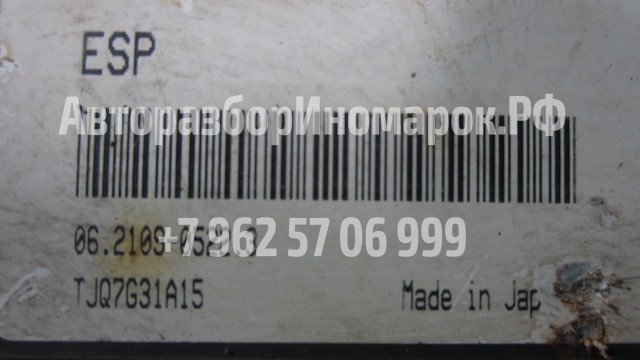 ESP
АвторазборИномарок.РФ
+7 962 57 06 999
TJQ7G31A15
Made in Jap